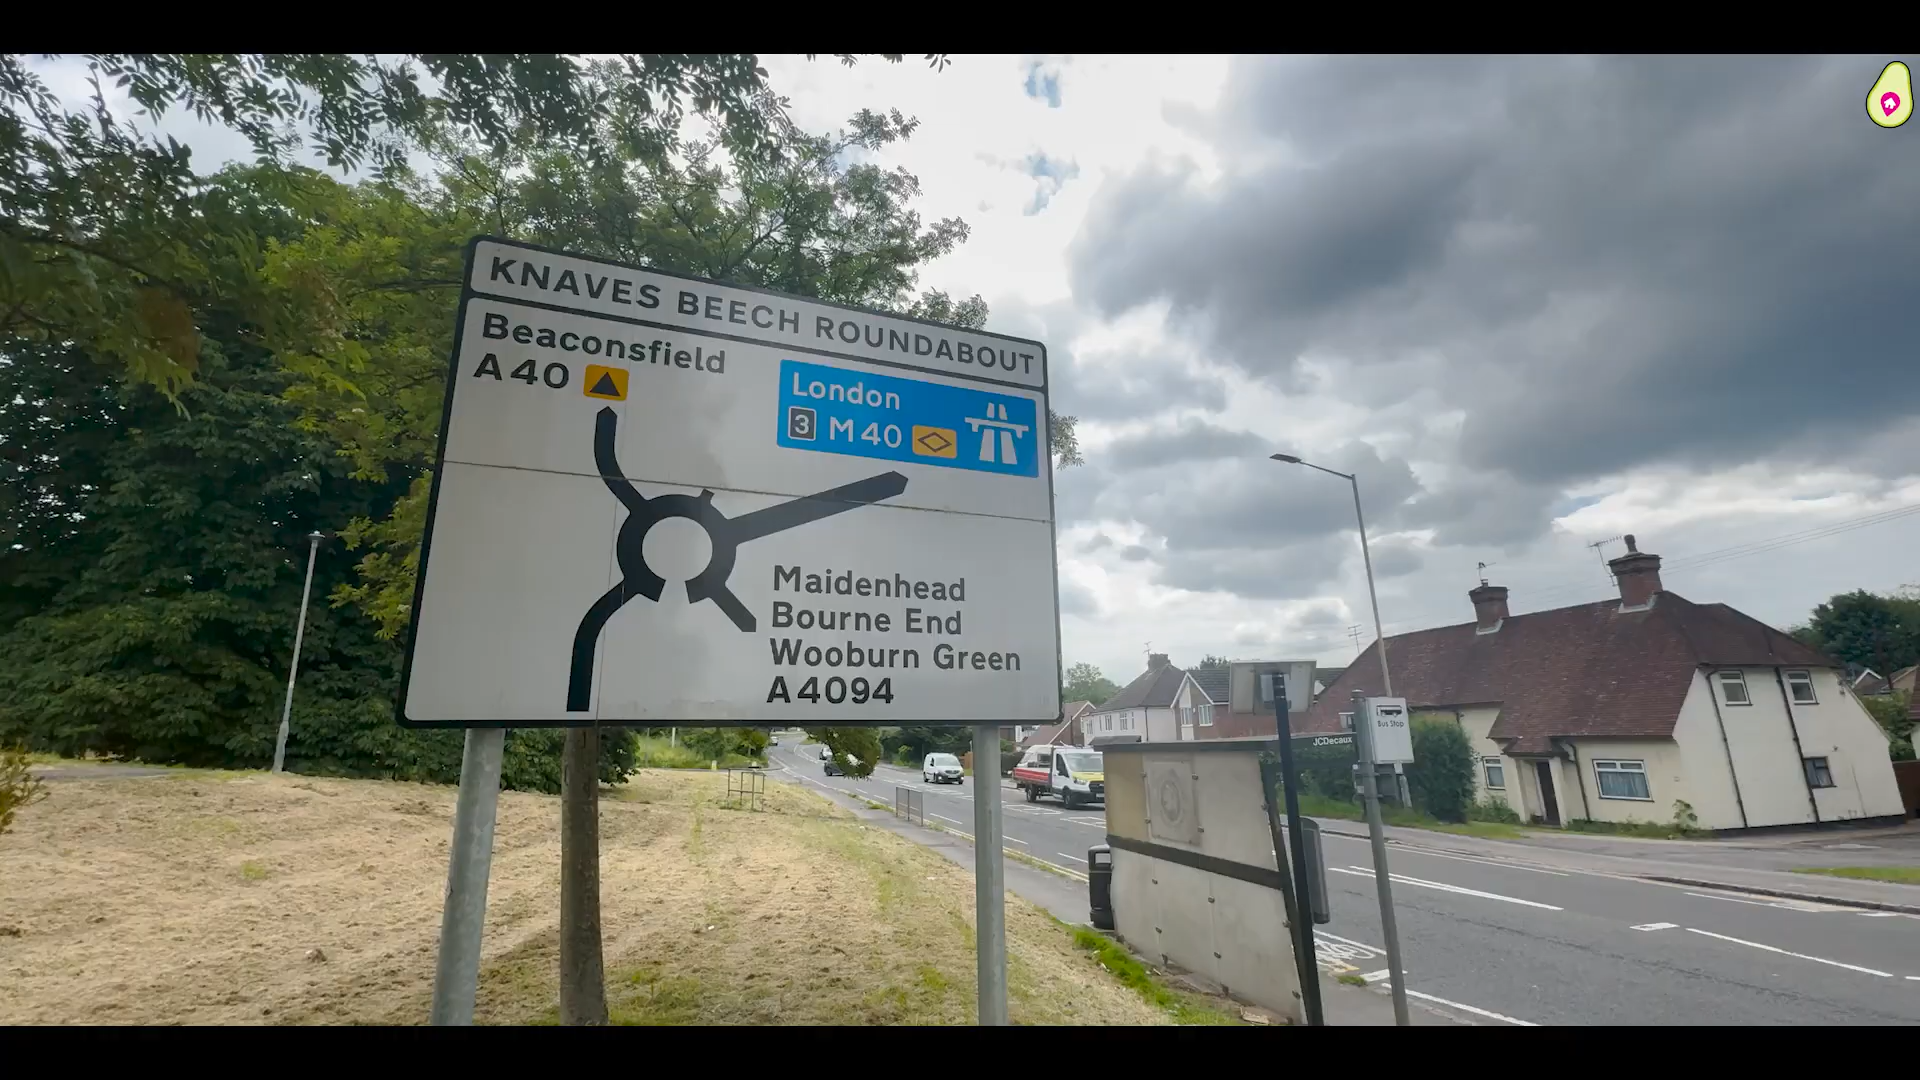 KNAVES BEECH ROUNDABOUT
Beaconsfield
A40
London
3 M40
Maidenhead
Bourne End
Wooburn Green
A4094
Bus Stop
JCDecaux